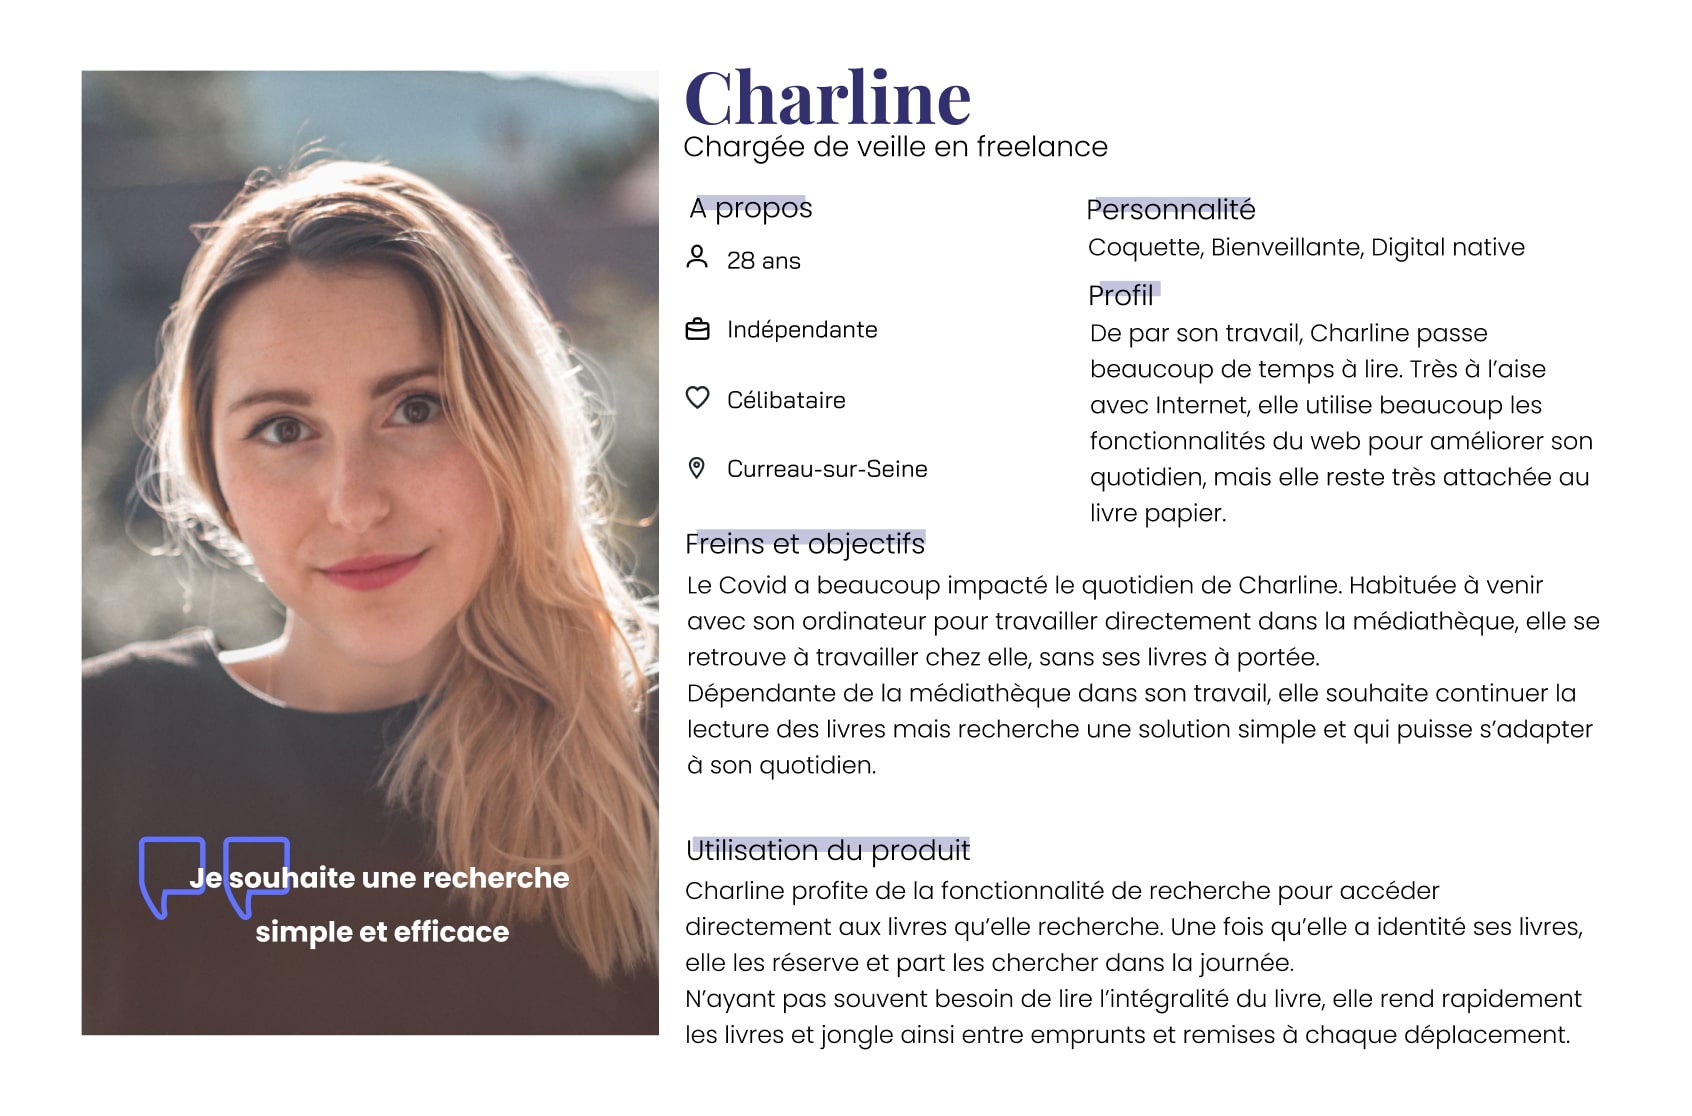 Charline
Chargée de veille en freelance
A propos
28 ans
Indépendante
Célibataire
Curreau-sur-Seine
Personnalité
Coquette, Bienveillante, Digital native
Profil
De par son travail, Charline passe
beaucoup de temps à lire. Très à l’aise
avec Internet, elle utilise beaucoup les
fonctionnalités du web pour améliorer son
quotidien, mais elle reste très attachée au
livre papier.
Freins et objectifs
Le Covid a beaucoup impacté le quotidien de Charline. Habituée à venir
avec son ordinateur pour travailler directement dans la médiathèque, elle se
retrouve à travailler chez elle, sans ses livres à portée.
Dépendante de la médiathèque dans son travail, elle souhaite continuer la
lecture des livres mais recherche une solution simple et qui puisse s’adapter
à son quotidien.
Utilisation du produit
Charline profite de la fonctionnalité de recherche pour accéder
directement aux livres qu’elle recherche. Une fois qu’elle a identité ses livres,
elle les réserve et part les chercher dans la journée.
N’ayant pas souvent besoin de lire l’intégralité du livre, elle rend rapidement
les livres et jongle ainsi entre emprunts et remises à chaque déplacement.
Je souhaite une recherche
simple et efficace